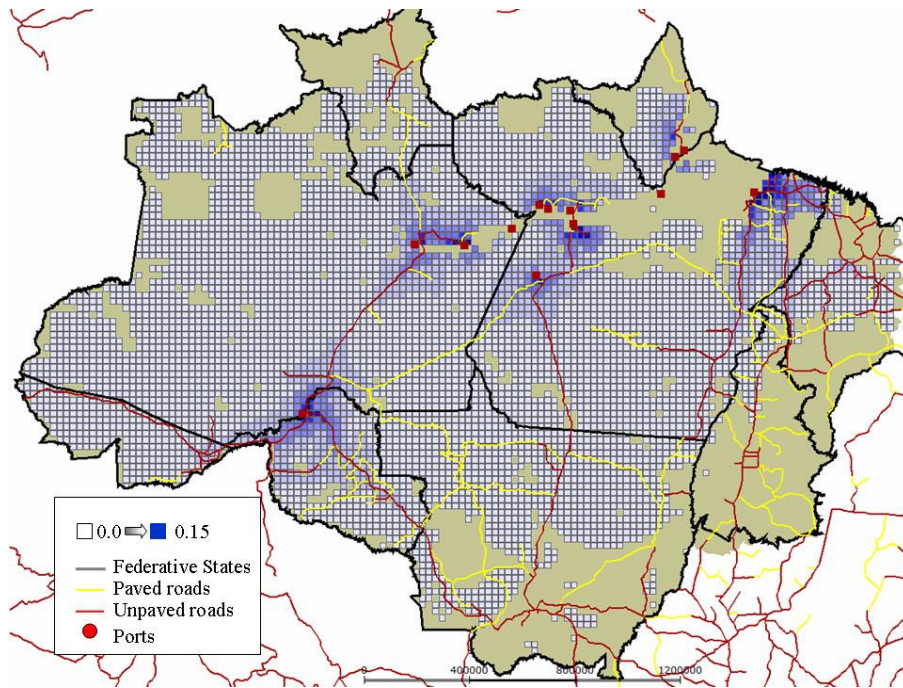 0.0 0.15
Federative States
Paved roads
Unpaved roads
Ports
0 400000 800000 1200000